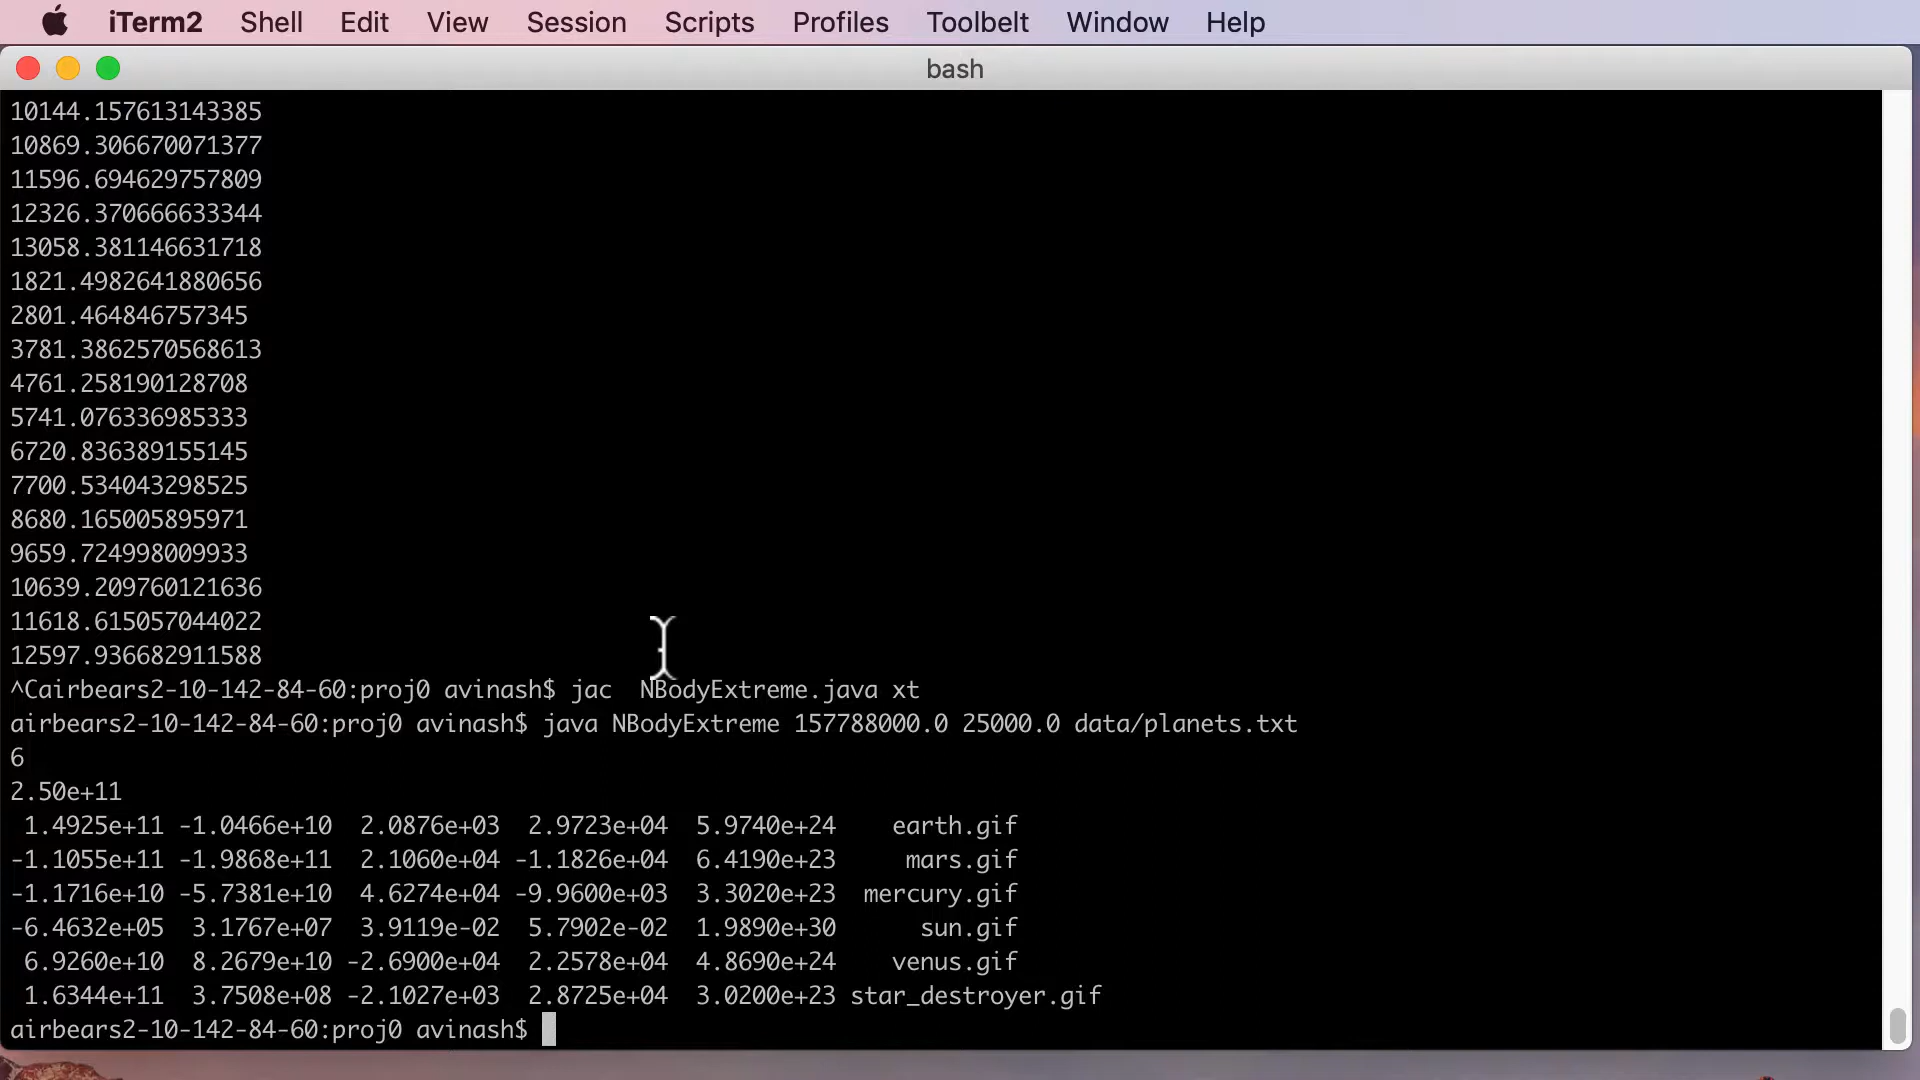 iTerm2 Shell Edit View Session Scripts Profiles Toolbelt Window Help
bash
10144.157613143385
10869.306670071377
11596.694629757809
12326.370666633344
13058.381146631718
1821.4982641880656
2801.464846757345
3781.3862570568613
4761.258190128708
5741.076336985333
6720.836389155145
7700.534043298525
8680.165005895971
9659.724998009933
10639.209760121636
11618.615057044022
12597.936682911588
^Cairbears2-10-142-84-60:proj0 avinash$ jac  NBodyExtreme.java xt
airbears2-10-142-84-60:proj0 avinash$ java NBodyExtreme 157788000.0 25000.0 data/planets.txt
6
2.50e+11
 1.4925e+11 -1.0466e+10  2.0876e+03  2.9723e+04  5.9740e+24    earth.gif
-1.1055e+11 -1.9868e+11  2.1060e+04 -1.1826e+04  6.4190e+23     mars.gif
-1.1716e+10 -5.7381e+10  4.6274e+04 -9.9600e+03  3.3020e+23  mercury.gif
-6.4632e+05  3.1767e+07  3.9119e-02  5.7902e-02  1.9890e+30      sun.gif
 6.9260e+10  8.2679e+10 -2.6900e+04  2.2578e+04  4.8690e+24    venus.gif
 1.6344e+11  3.7508e+08 -2.1027e+03  2.8725e+04  3.0200e+23 star_destroyer.gif
airbears2-10-142-84-60:proj0 avinash$